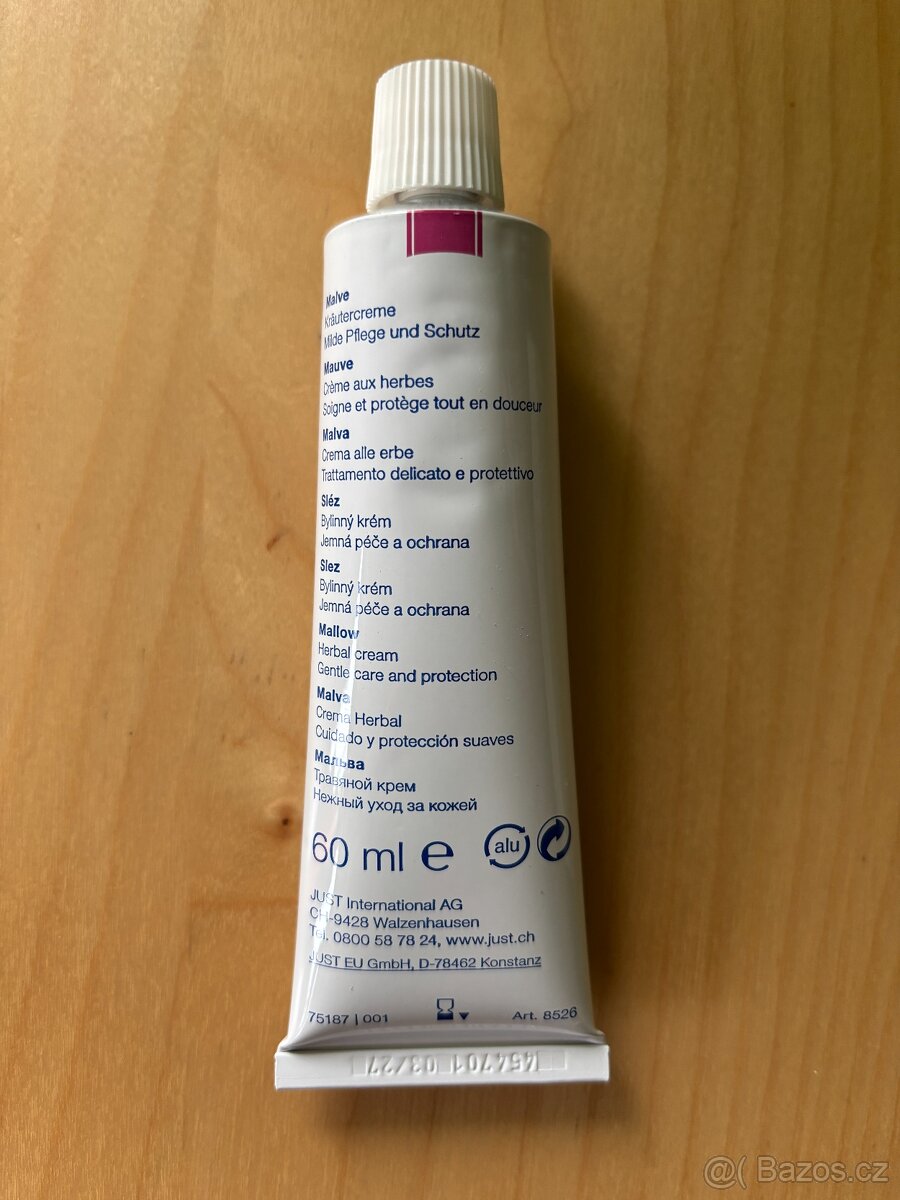 Malve
Kräutercreme
Milde Pflege und Schutz
Mauve
Crème aux herbes
Soigne et protège tout en douceur
Malva
Crema alle erbe
Trattamento delicato e protettivo
Sléz
Bylinný krém
Jemná péče a ochrana
Slez
Bylinný krém
Jemná péče a ochrana
Mallow
Herbal cream
Gentle care and protection
Malva
Crema Herbal
Cuidado y protección suaves
Мальва
Травяной крем
Нежный уход за кожей
60 ml e alu
JUST International AG
CH-9428 Walzenhausen
Tel. 0800 58 78 24, www.just.ch
JUST EU GmbH, D-78462 Konstanz
75187 | 001 Art. 8526
454701 03/27
@( Bazos.cz